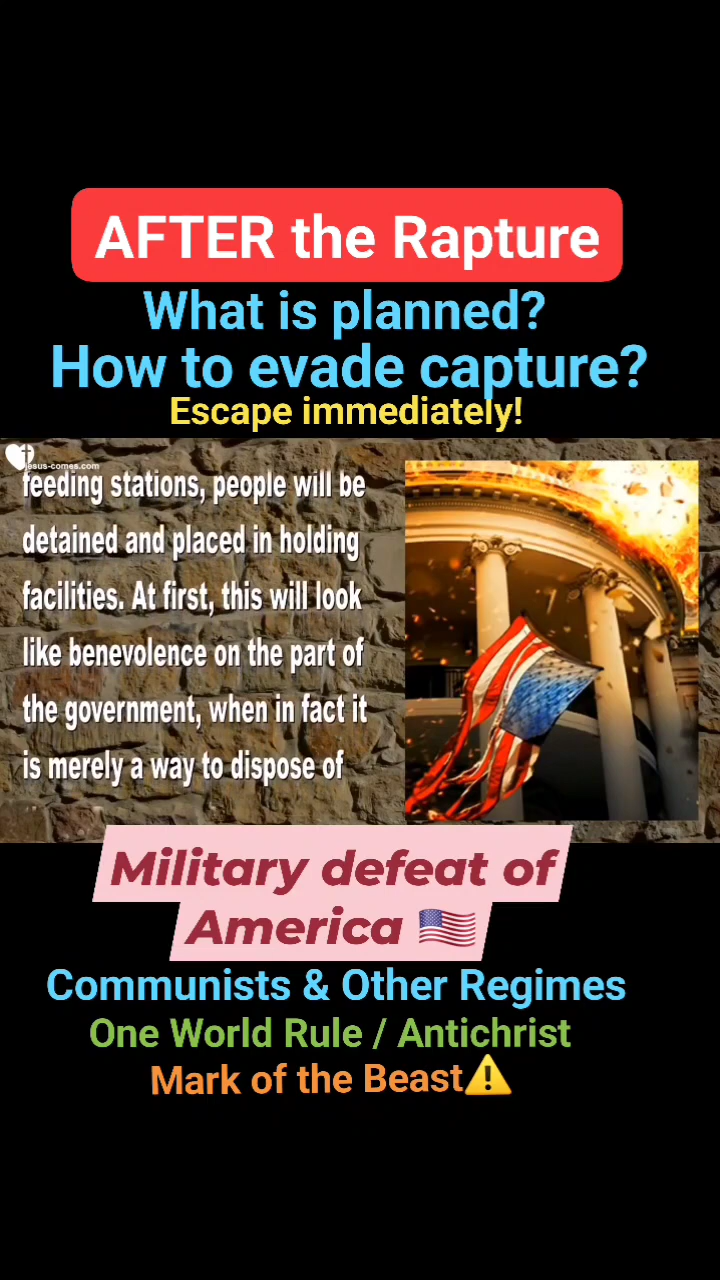 AFTER the Rapture
What is planned?
How to evade capture?
Escape immediately!
jesus-comes.com
feeding stations, people will be
detained and placed in holding
facilities. At first, this will look
like benevolence on the part of
the government, when in fact it
is merely a way to dispose of
Military defeat of
America 🇺🇸
Communists & Other Regimes
One World Rule / Antichrist
Mark of the Beast⚠️